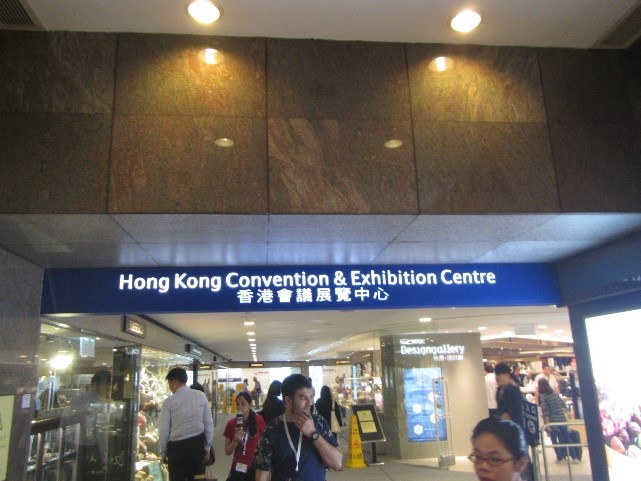 Hong Kong Convention & Exhibition Centre
香港會議展覽中心
Designgallery